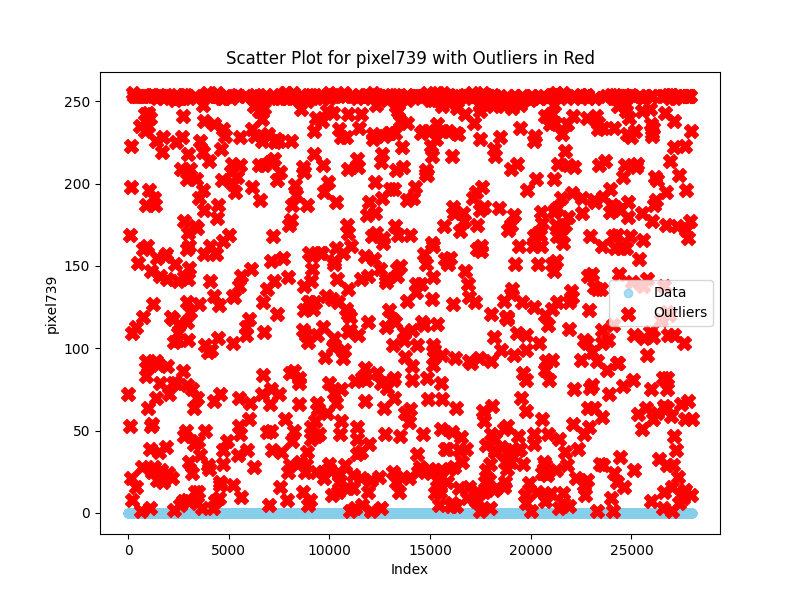 Scatter Plot for pixel739 with Outliers in Red
250
200
150
100
50
0
pixel739
Data
Outliers
0 5000 10000 15000 20000 25000
Index